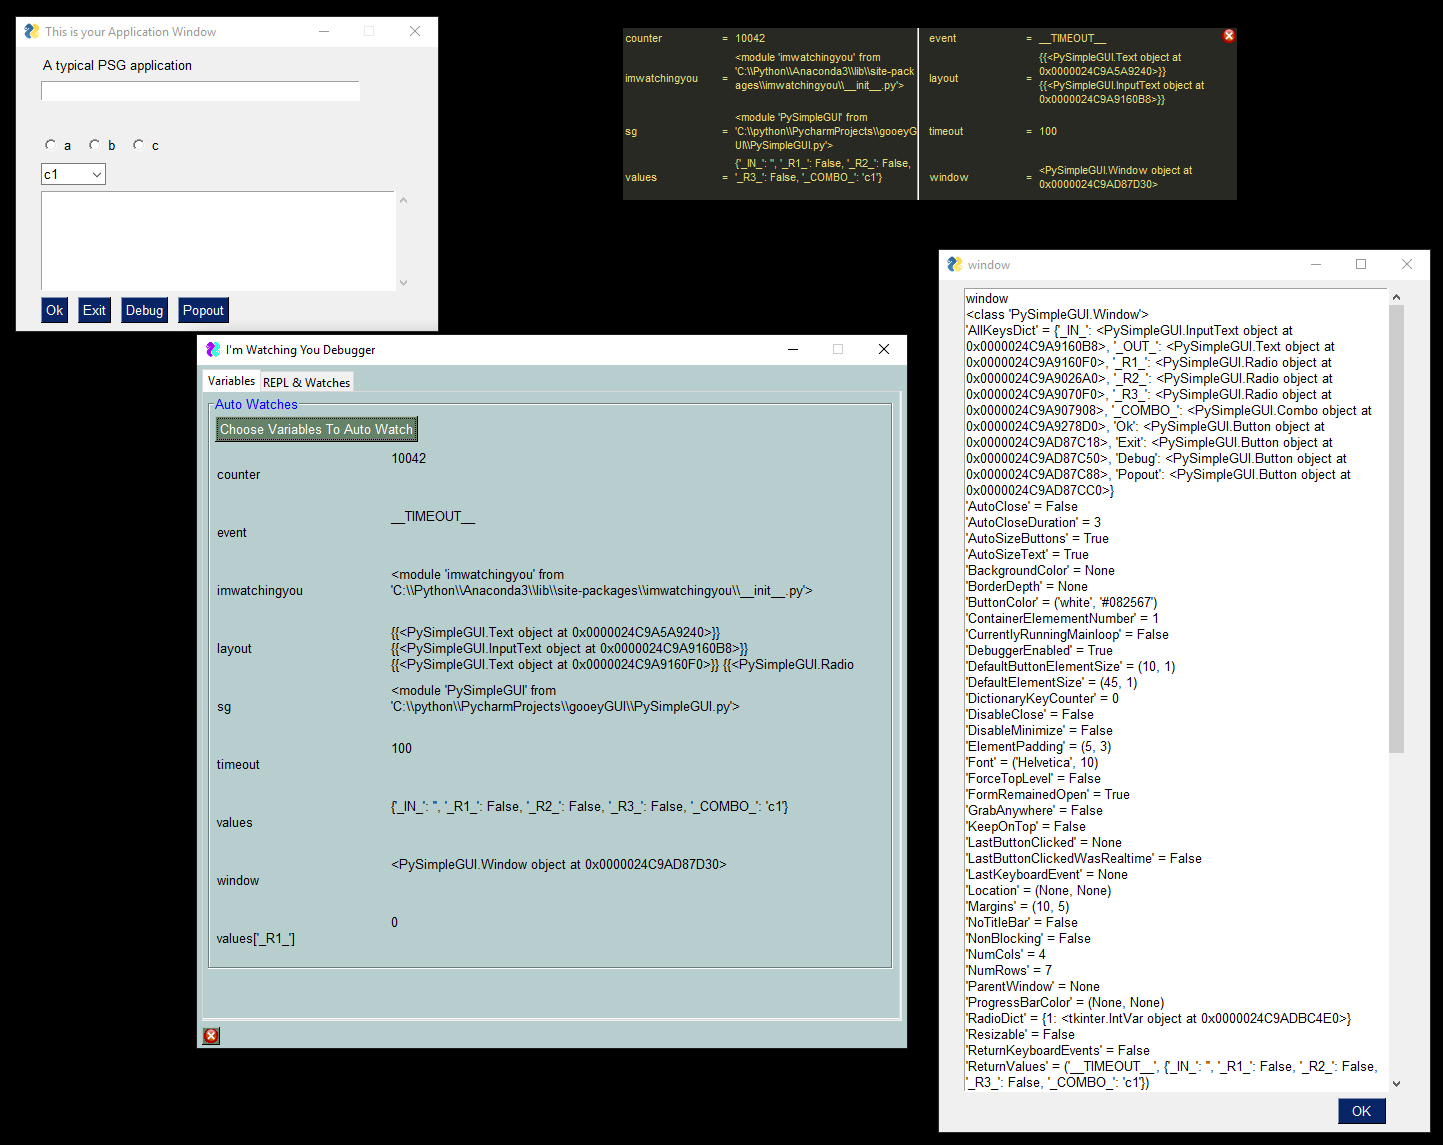 This is your Application Window
A typical PSG application
a b c
c1
Ok Exit Debug Popout
counter = 10042
imwatchingyou = <module 'imwatchingyou' from
'C:\\Python\\Anaconda3\\lib\\site-pack
ages\\imwatchingyou\\__init__.py'>
sg = <module 'PySimpleGUI' from
'C:\\python\\PycharmProjects\\gooeyG
UI\\PySimpleGUI.py'>
values = {'_IN_': '', '_R1_': False, '_R2_': False,
'_R3_': False, '_COMBO_': 'c1'}
event = __TIMEOUT__
layout = {{<PySimpleGUI.Text object at
0x0000024C9A5A9240>}}
{{<PySimpleGUI.InputText object at
0x0000024C9A9160B8>}}
timeout = 100
window = <PySimpleGUI.Window object at
0x0000024C9AD87D30>
I'm Watching You Debugger
Variables REPL & Watches
Auto Watches
Choose Variables To Auto Watch
10042
counter
__TIMEOUT__
event
<module 'imwatchingyou' from
'C:\\Python\\Anaconda3\\lib\\site-packages\\imwatchingyou\\__init__.py'>
imwatchingyou
{{<PySimpleGUI.Text object at 0x0000024C9A5A9240>}}
{{<PySimpleGUI.InputText object at 0x0000024C9A9160B8>}}
{{<PySimpleGUI.Text object at 0x0000024C9A9160F0>}} {{<PySimpleGUI.Radio
layout
<module 'PySimpleGUI' from
'C:\\python\\PycharmProjects\\gooeyGUI\\PySimpleGUI.py'>
sg
100
timeout
{'_IN_': '', '_R1_': False, '_R2_': False, '_R3_': False, '_COMBO_': 'c1'}
values
<PySimpleGUI.Window object at 0x0000024C9AD87D30>
window
0
values['_R1_']
window
window
<class 'PySimpleGUI.Window'>
'AllKeysDict' = {'_IN_': <PySimpleGUI.InputText object at
0x0000024C9A9160B8>, '_OUT_': <PySimpleGUI.Text object at
0x0000024C9A9160F0>, '_R1_': <PySimpleGUI.Radio object at
0x0000024C9A9026A0>, '_R2_': <PySimpleGUI.Radio object at
0x0000024C9A9070F0>, '_R3_': <PySimpleGUI.Radio object at
0x0000024C9A907908>, '_COMBO_': <PySimpleGUI.Combo object at
0x0000024C9A9278D0>, 'Ok': <PySimpleGUI.Button object at
0x0000024C9AD87C18>, 'Exit': <PySimpleGUI.Button object at
0x0000024C9AD87C50>, 'Debug': <PySimpleGUI.Button object at
0x0000024C9AD87C88>, 'Popout': <PySimpleGUI.Button object at
0x0000024C9AD87CC0>}
'AutoClose' = False
'AutoCloseDuration' = 3
'AutoSizeButtons' = True
'AutoSizeText' = True
'BackgroundColor' = None
'BorderDepth' = None
'ButtonColor' = ('white', '#082567')
'ContainerElemementNumber' = 1
'CurrentlyRunningMainloop' = False
'DebuggerEnabled' = True
'DefaultButtonElementSize' = (10, 1)
'DefaultElementSize' = (45, 1)
'DictionaryKeyCounter' = 0
'DisableClose' = False
'DisableMinimize' = False
'ElementPadding' = (5, 3)
'Font' = ('Helvetica', 10)
'ForceTopLevel' = False
'FormRemainedOpen' = True
'GrabAnywhere' = False
'KeepOnTop' = False
'LastButtonClicked' = None
'LastButtonClickedWasRealtime' = False
'LastKeyboardEvent' = None
'Location' = (None, None)
'Margins' = (10, 5)
'NoTitleBar' = False
'NonBlocking' = False
'NumCols' = 4
'NumRows' = 7
'ParentWindow' = None
'ProgressBarColor' = (None, None)
'RadioDict' = {1: <tkinter.IntVar object at 0x0000024C9ADBC4E0>}
'Resizable' = False
'ReturnKeyboardEvents' = False
'ReturnValues' = ('__TIMEOUT__', {'_IN_': '', '_R1_': False, '_R2_': False,
'_R3_': False, '_COMBO_': 'c1'})
OK